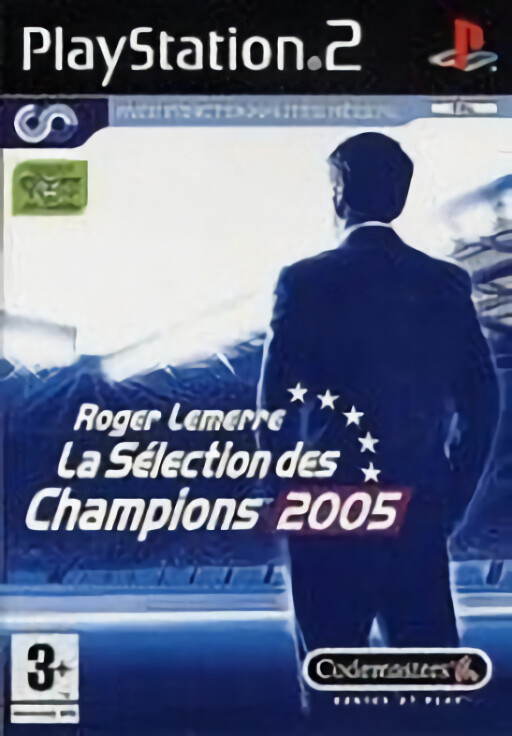 PlayStation.2
Roger Lemerre
La Sélection des
Champions 2005
3+
Codemasters